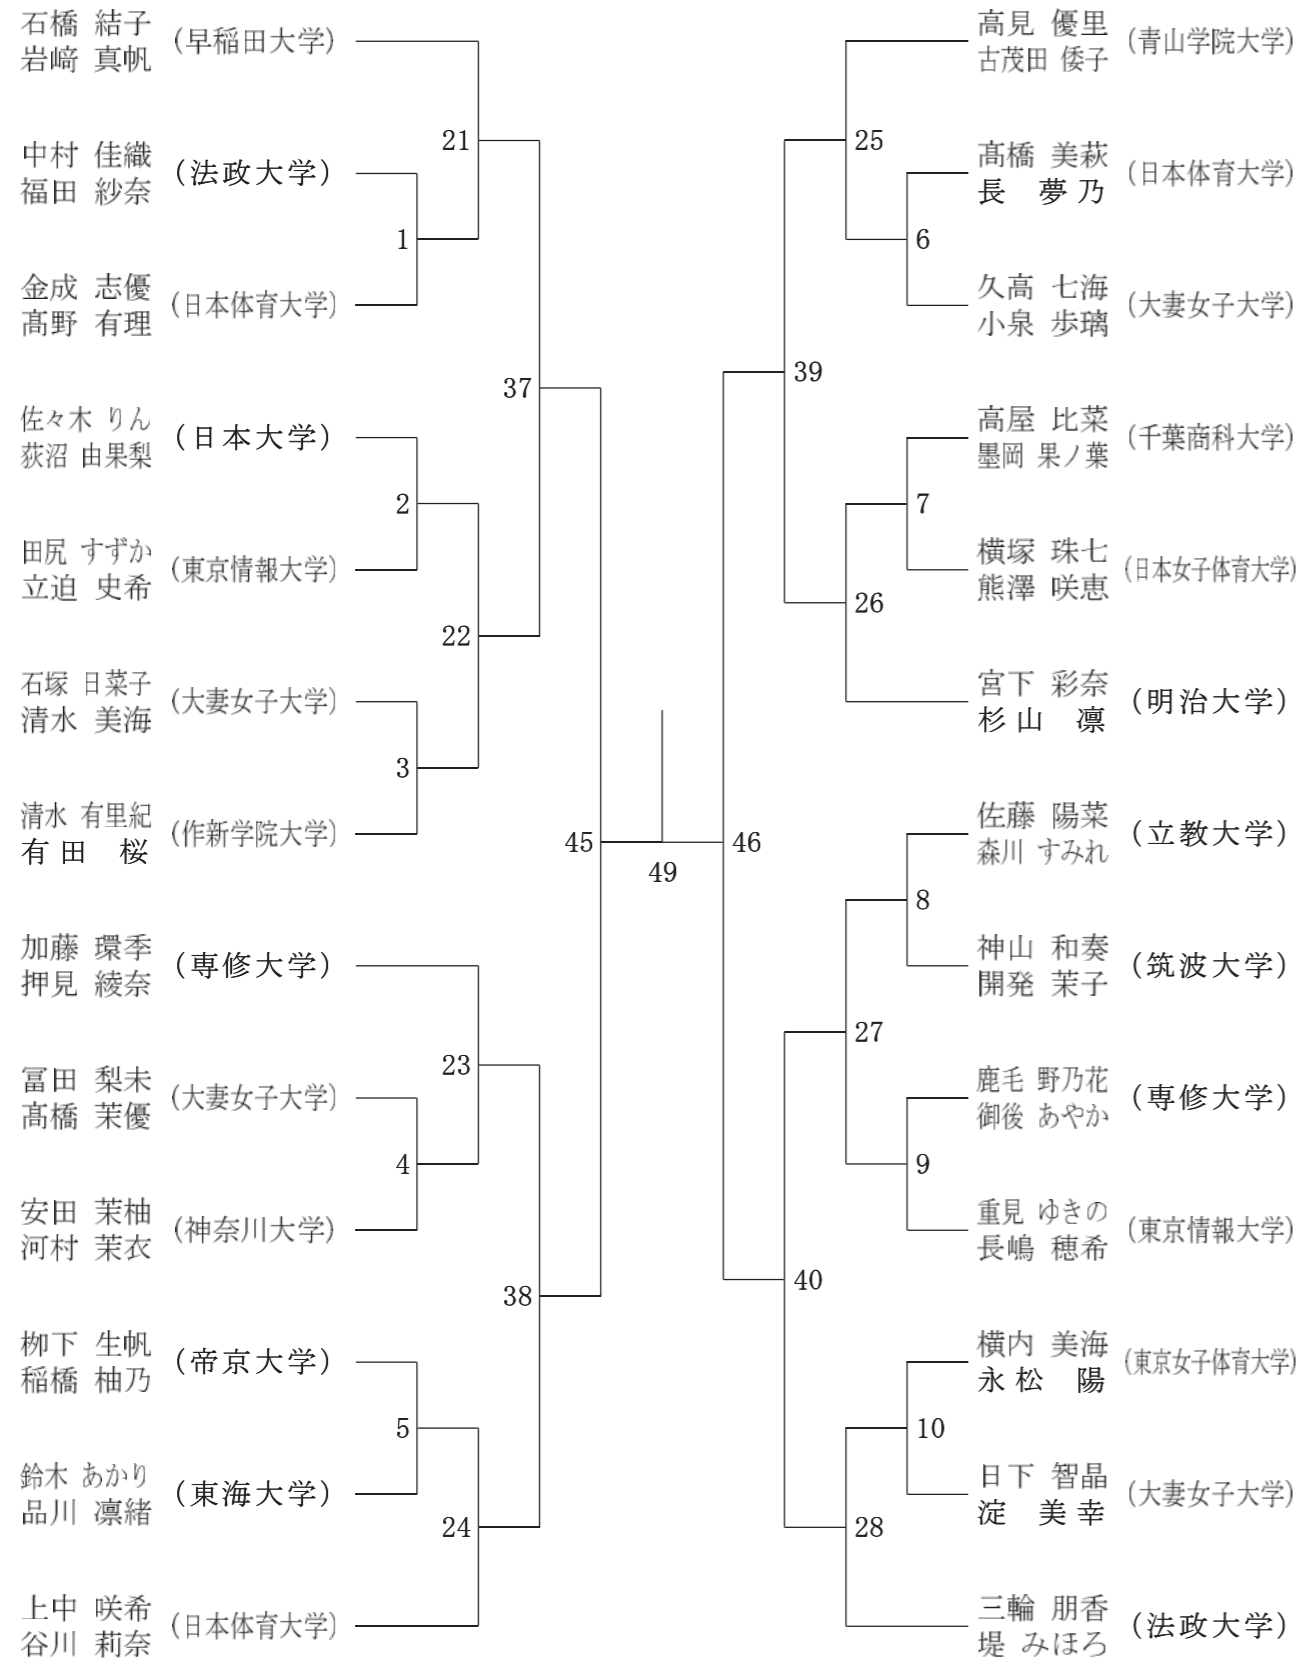 石橋 結子
岩﨑 真帆
(早稲田大学)
中村 佳織
福田 紗奈
(法政大学)
金成 志優
髙野 有理
(日本体育大学)
佐々木 りん
荻沼 由果梨
(日本大学)
田尻 すずか
立迫 史希
(東京情報大学)
石塚 日菜子
清水 美海
(大妻女子大学)
清水 有里紀
有田 桜
(作新学院大学)
加藤 環季
押見 綾奈
(専修大学)
冨田 梨未
髙橋 茉優
(大妻女子大学)
安田 茉柚
河村 茉衣
(神奈川大学)
栁下 生帆
稲橋 柚乃
(帝京大学)
鈴木 あかり
品川 凛緒
(東海大学)
上中 咲希
谷川 莉奈
(日本体育大学)
21
1
37
2
22
3
45
23
4
38
5
24
49
高見 優里
古茂田 倭子
(青山学院大学)
髙橋 美萩
長 夢乃
(日本体育大学)
久高 七海
小泉 歩璃
(大妻女子大学)
高屋 比菜
墨岡 果ノ葉
(千葉商科大学)
横塚 珠七
熊澤 咲恵
(日本女子体育大学)
宮下 彩奈
杉山 凛
(明治大学)
佐藤 陽菜
森川 すみれ
(立教大学)
神山 和奏
開発 茉子
(筑波大学)
鹿毛 野乃花
御後 あやか
(専修大学)
重見 ゆきの
長嶋 穂希
(東京情報大学)
横内 美海
永松 陽
(東京女子体育大学)
日下 智晶
淀 美幸
(大妻女子大学)
三輪 朋香
堤 みほろ
(法政大学)
25
6
39
7
26
46
8
27
9
40
10
28